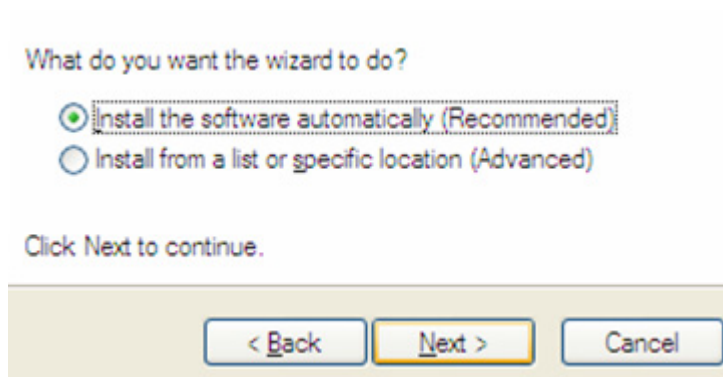 What do you want the wizard to do?
Install the software automatically (Recommended)
Install from a list or specific location (Advanced)
Click Next to continue.
< Back Next > Cancel